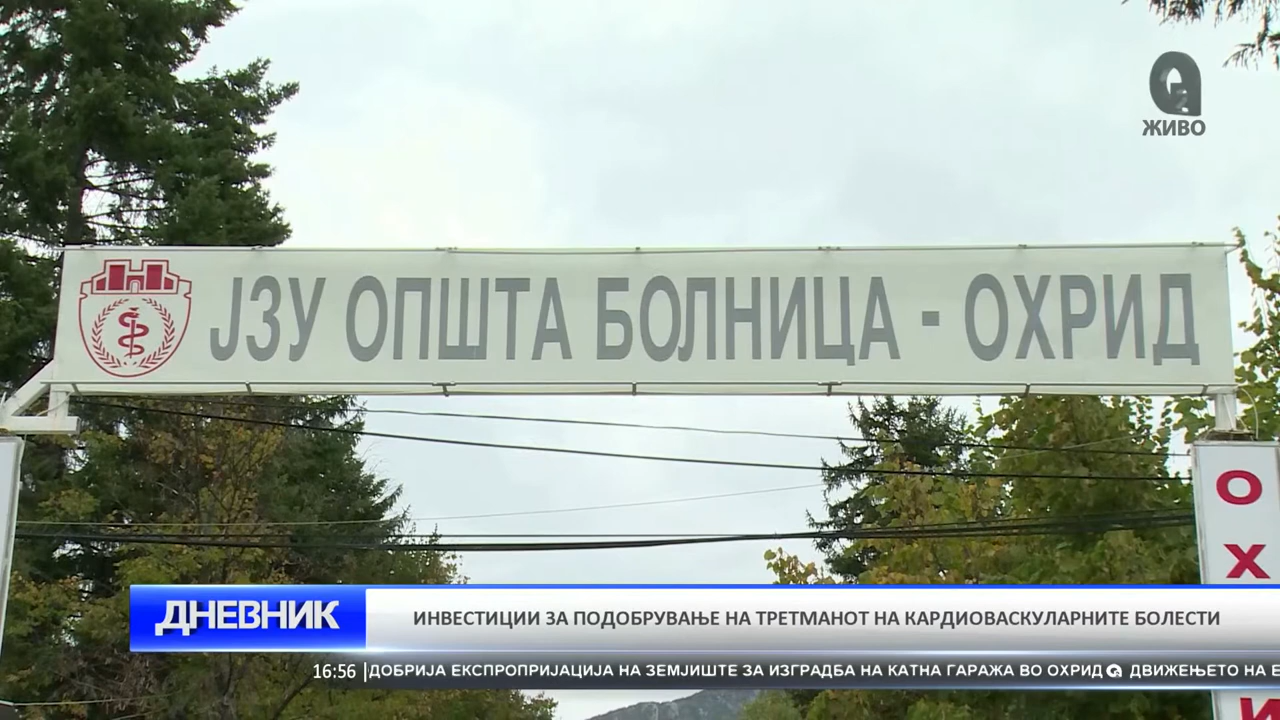 ЖИВО
ЈЗУ ОПШТА БОЛНИЦА - ОХРИД
О
Х
И
ДНЕВНИК
ИНВЕСТИЦИИ ЗА ПОДОБРУВАЊЕ НА ТРЕТМАНОТ НА КАРДИОВАСКУЛАРНИТЕ БОЛЕСТИ
16:56 ДОБРИЈА ЕКСПРОПРИЈАЦИЈА НА ЗЕМЈИШТЕ ЗА ИЗГРАДБА НА КАТНА ГАРАЖА ВО ОХРИД ДВИЖЕЊЕТО НА